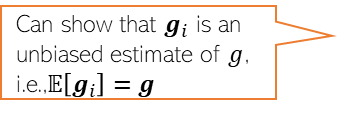 Can show that 𝒈ᵢ is an
unbiased estimate of 𝑔,
i.e.,𝔼[𝒈ᵢ] = 𝒈